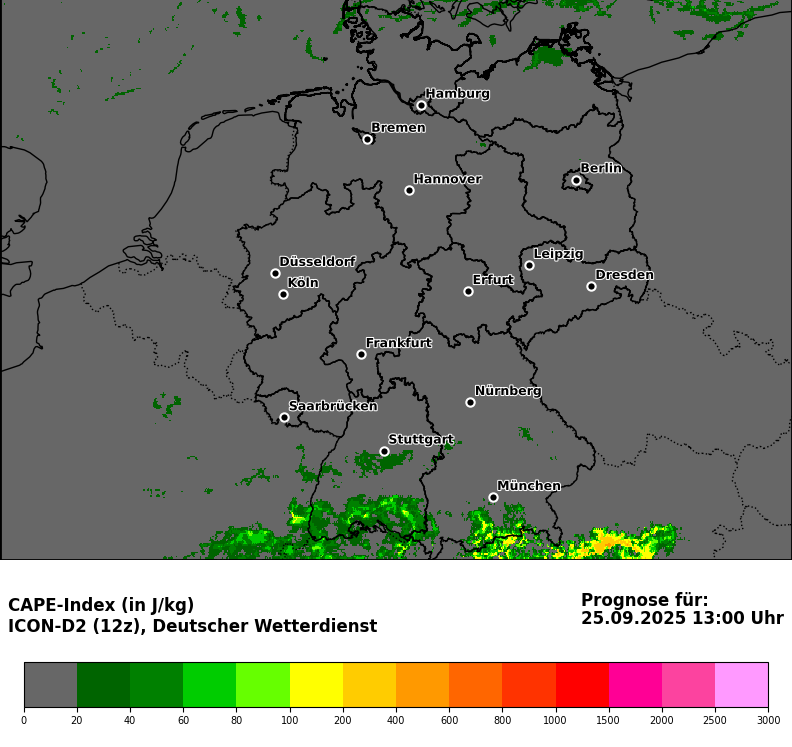 Hamburg
Bremen
Berlin
Hannover
Leipzig
Düsseldorf
Dresden
Erfurt
Köln
Frankfurt
Nürnberg
Saarbrücken
Stuttgart
München
CAPE-Index (in J/kg)
ICON-D2 (12z), Deutscher Wetterdienst
Prognose für:
25.09.2025 13:00 Uhr
0 20 40 60 80 100 200 400 600 800 1000 1500 2000 2500 3000